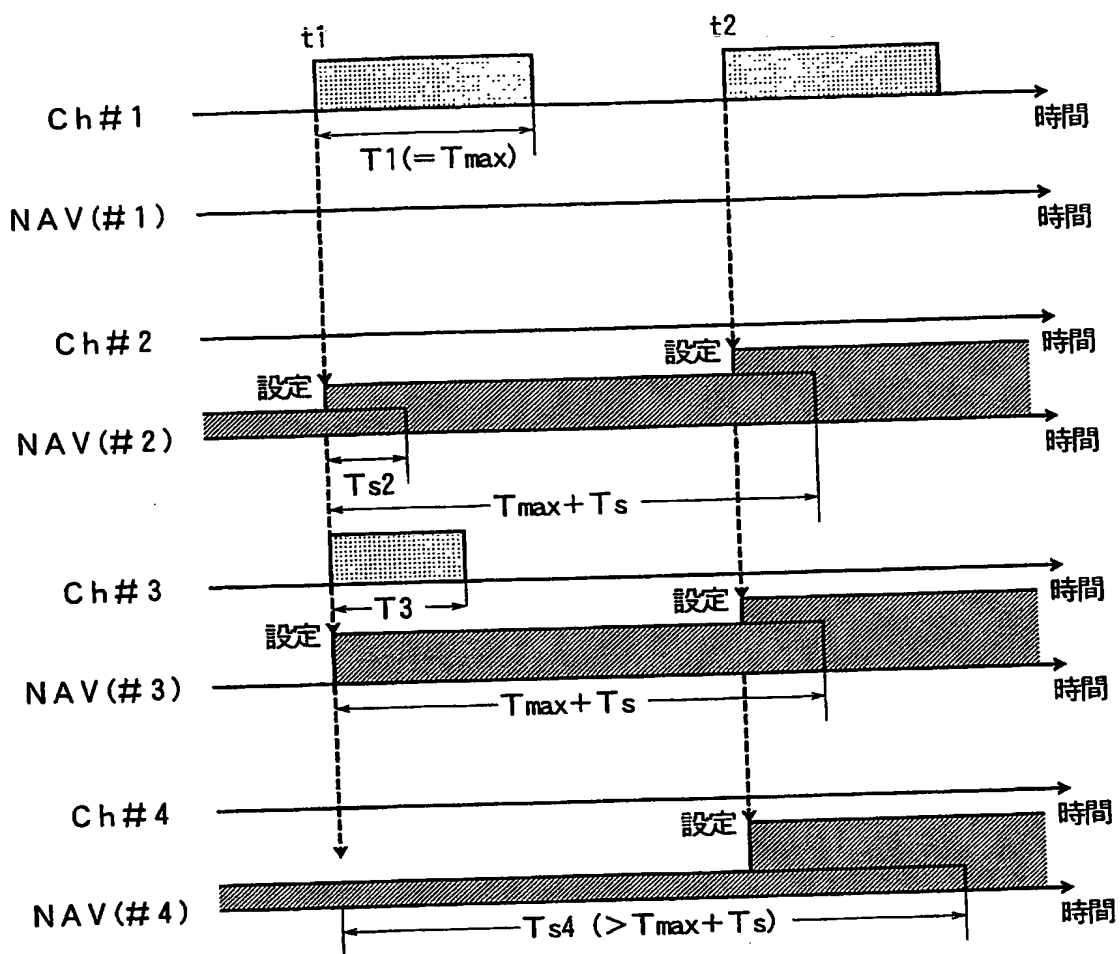 t1
t2
Ch#1
時間
T1(=Tmax)
NAV(#1)
時間
Ch#2
時間
設定
設定
NAV(#2)
時間
Ts2
Tmax+Ts
Ch#3
時間
T3
設定
設定
NAV(#3)
時間
Tmax+Ts
Ch#4
時間
設定
NAV(#4)
時間
Ts4 (>Tmax+Ts)